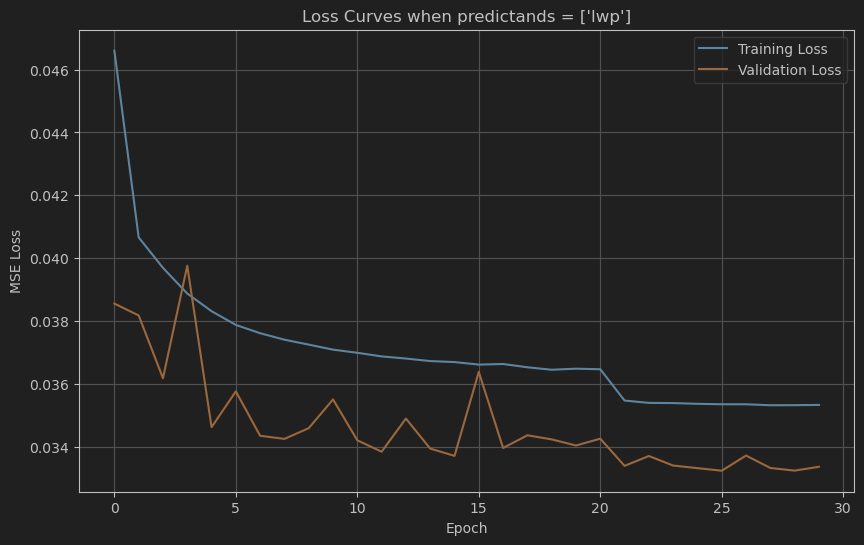 Loss Curves when predictands = ['lwp']
Training Loss
Validation Loss
0.046
0.044
0.042
0.040
0.038
0.036
0.034
MSE Loss
0 5 10 15 20 25 30
Epoch